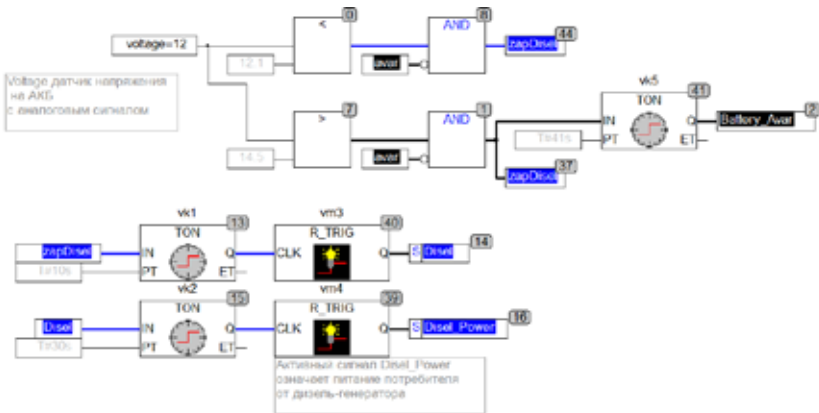 0
8
<
AND
voltage=12
zapDisel
44
12.1
avar
Voltage датчик напряжения
на АКБ
с аналоговым сигналом
vk5
7
1
41
>
AND
TON
IN
Q
Battery_Avar
2
T#41s
PT
ET
14.5
avar
zapDisel
37
vk1
vm3
13
40
TON
R_TRIG
zapDisel
IN
Q
CLK
Q
S
Disel
14
T#10s
PT
ET
vk2
vm4
15
39
TON
R_TRIG
Disel
IN
Q
CLK
Q
S
Disel_Power
16
T#30s
PT
ET
Активный сигнал Disel_Power
означает питание потребителя
от дизель-генератора